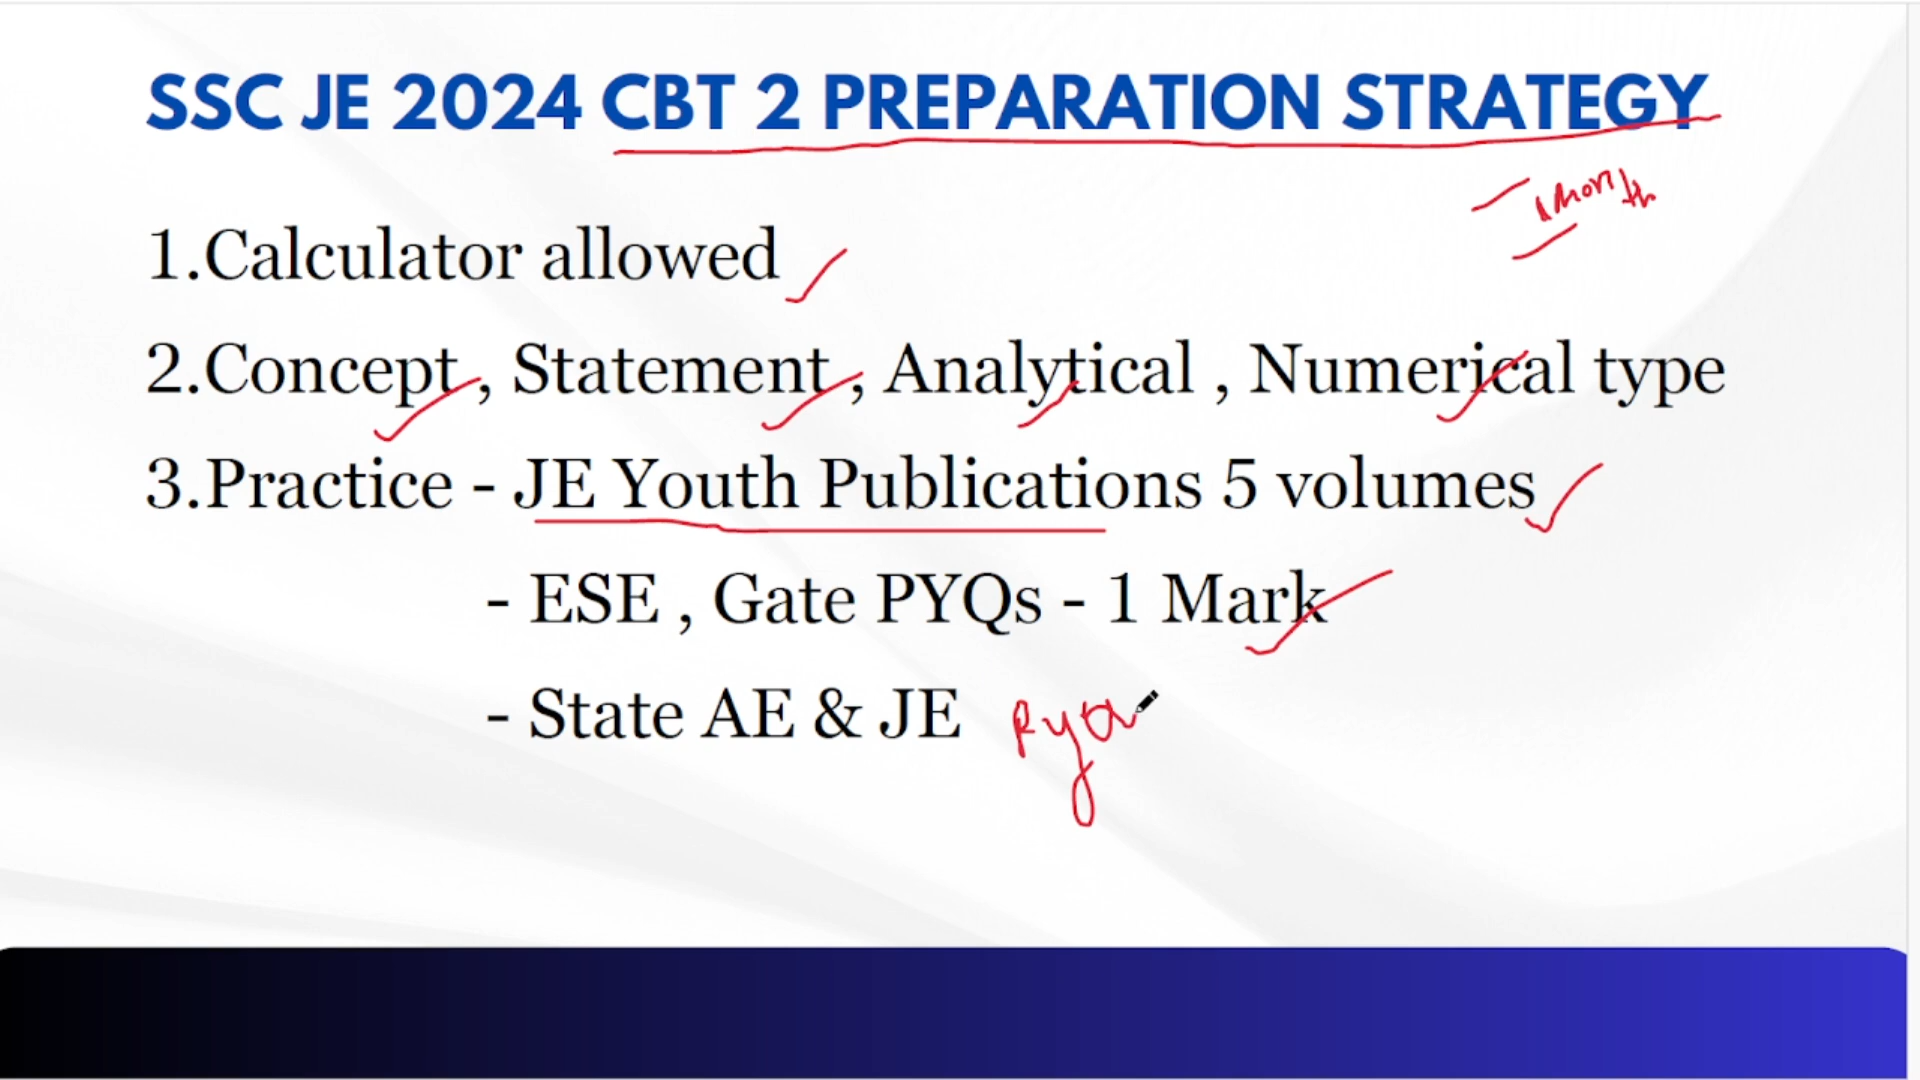 SSC JE 2024 CBT 2 PREPARATION STRATEGY
1 Month
1.Calculator allowed
2.Concept , Statement , Analytical , Numerical type
3.Practice - JE Youth Publications 5 volumes
- ESE , Gate PYQs - 1 Mark
- State AE & JE PyQ